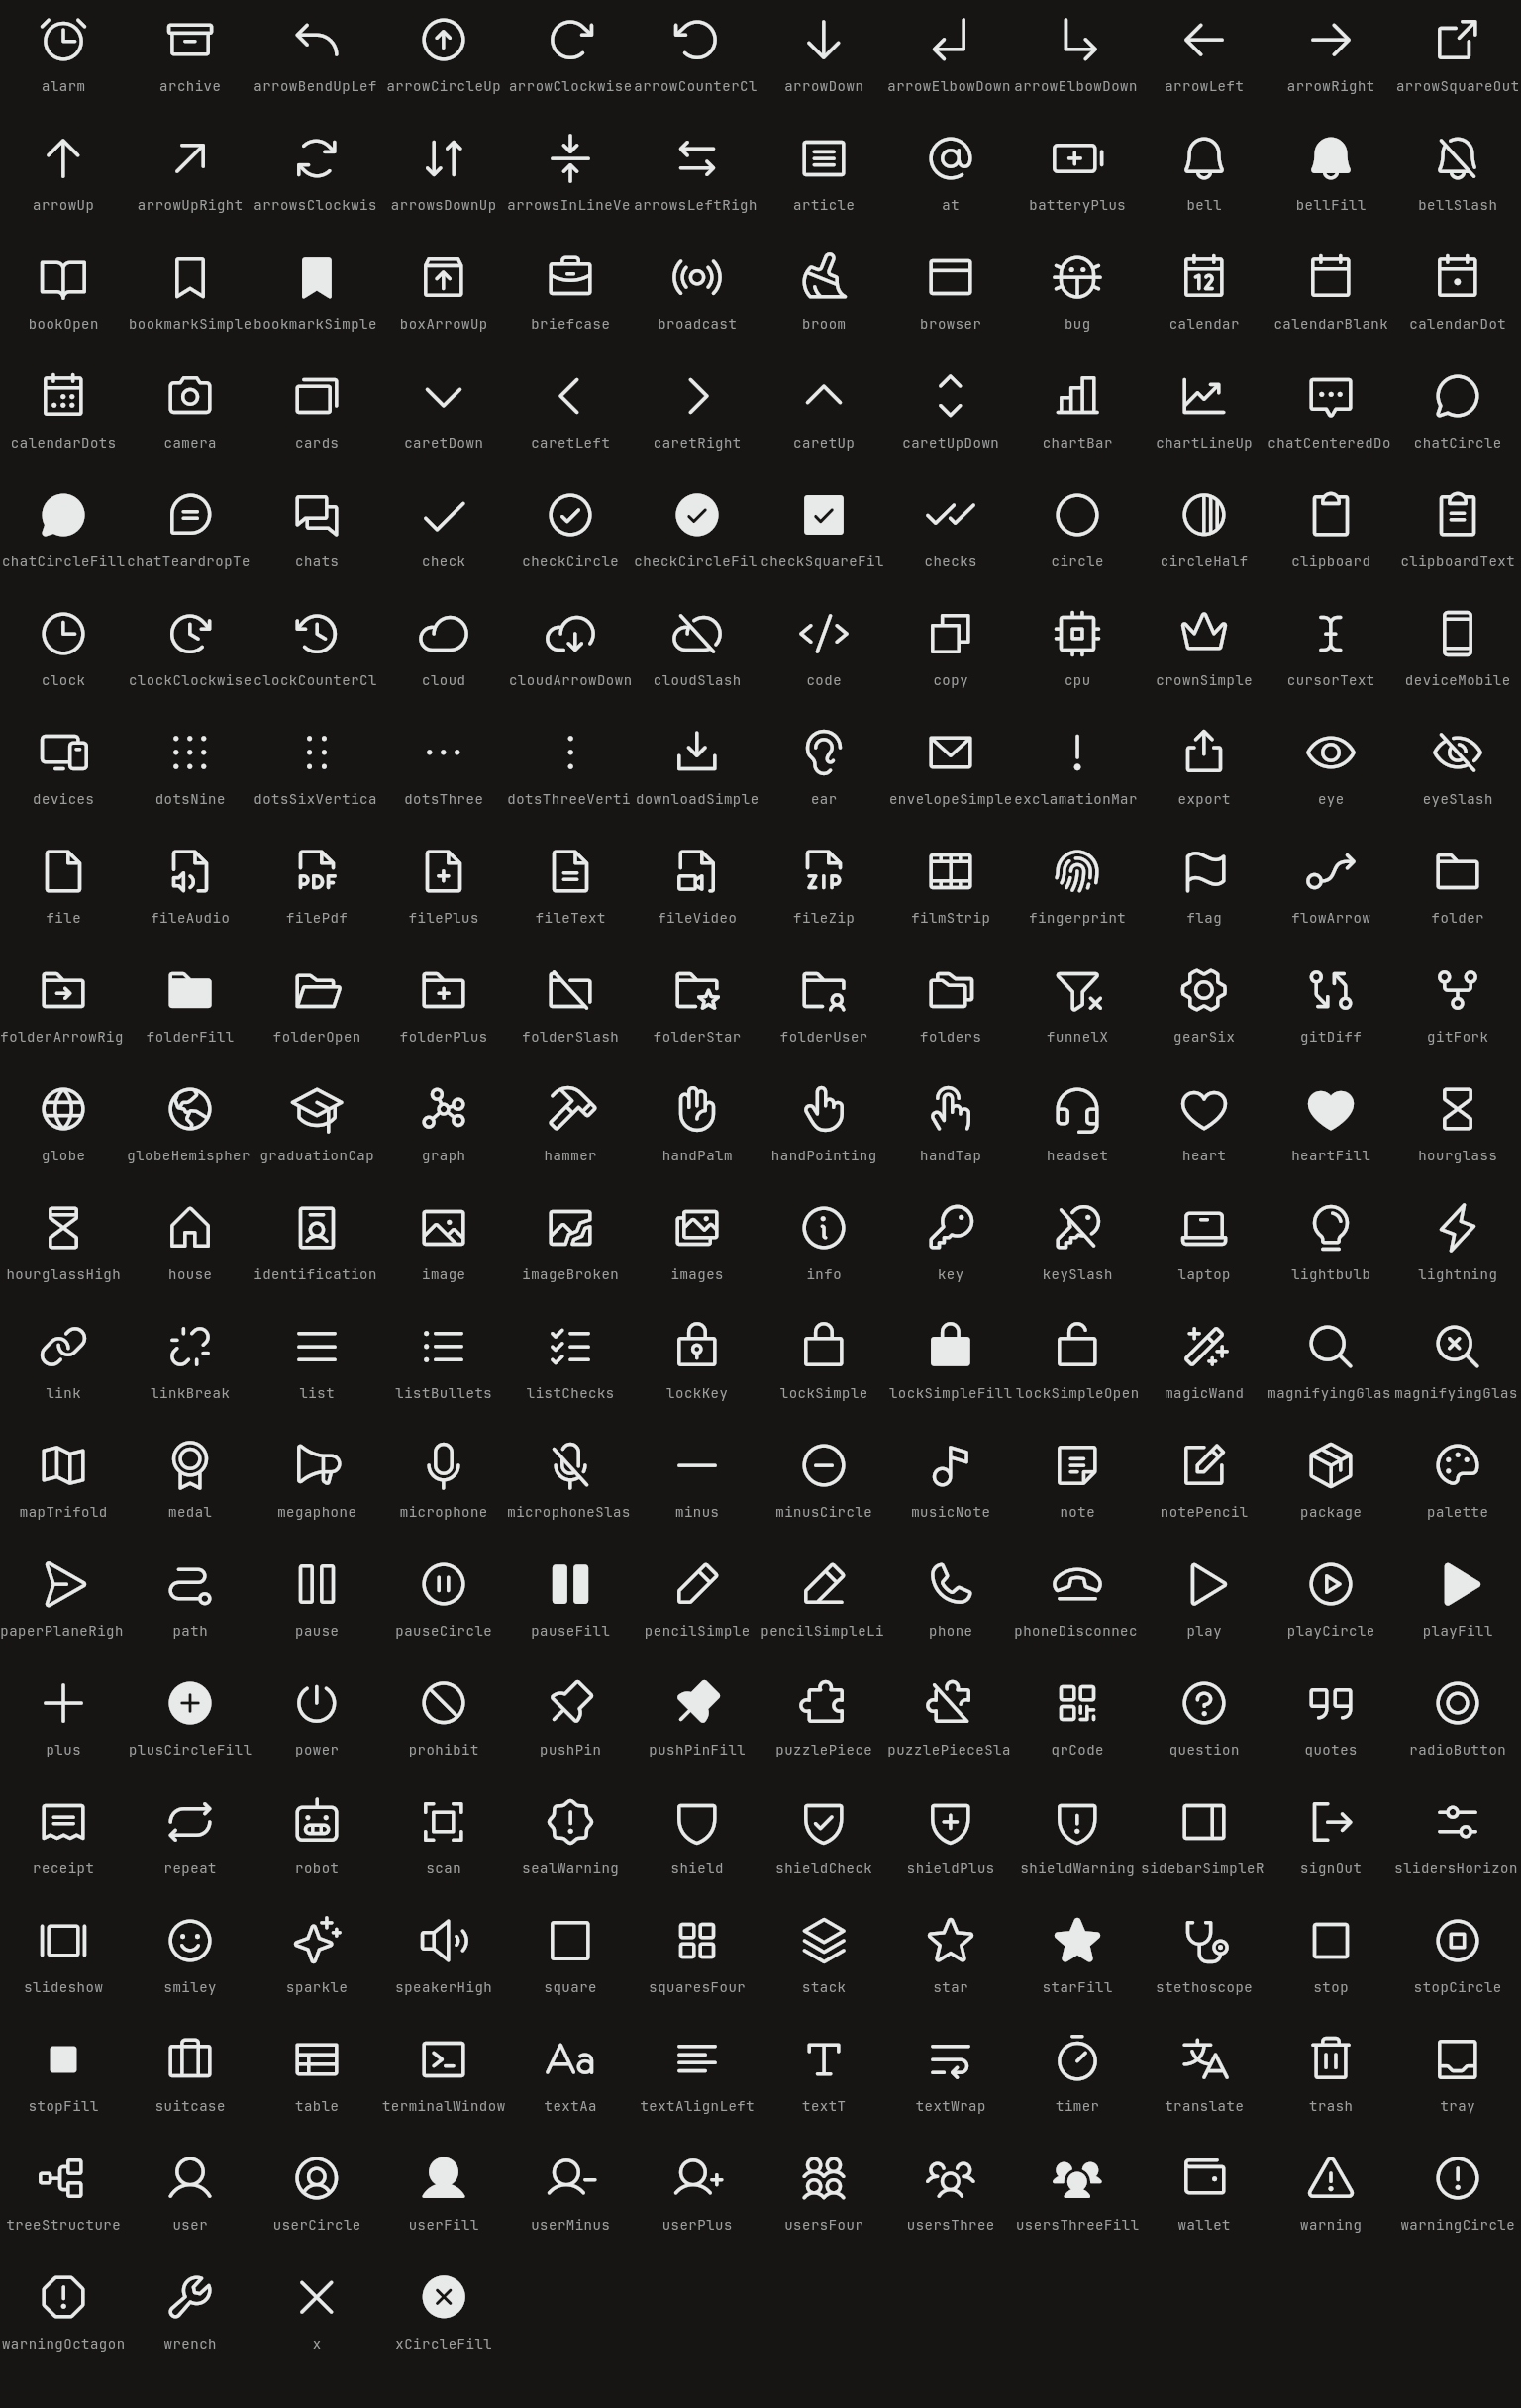 alarm archive arrowBendUpLef arrowCircleUp arrowClockwise arrowCounterCl arrowDown arrowElbowDown arrowElbowDown arrowLeft arrowRight arrowSquareOut
arrowUp arrowUpRight arrowsClockwis arrowsDownUp arrowsInLineVe arrowsLeftRigh article at batteryPlus bell bellFill bellSlash
12
bookOpen bookmarkSimple bookmarkSimple boxArrowUp briefcase broadcast broom browser bug calendar calendarBlank calendarDot
calendarDots camera cards caretDown caretLeft caretRight caretUp caretUpDown chartBar chartLineUp chatCenteredDo chatCircle
chatCircleFill chatTeardropTe chats check checkCircle checkCircleFil checkSquareFil checks circle circleHalf clipboard clipboardText
clock clockClockwise clockCounterCl cloud cloudArrowDown cloudSlash code copy cpu crownSimple cursorText deviceMobile
devices dotsNine dotsSixVertica dotsThree dotsThreeVerti downloadSimple ear envelopeSimple exclamationMar export eye eyeSlash
PDF ZIP
file fileAudio filePdf filePlus fileText fileVideo fileZip filmStrip fingerprint flag flowArrow folder
folderArrowRig folderFill folderOpen folderPlus folderSlash folderStar folderUser folders funnelX gearSix gitDiff gitFork
globe globeHemispher graduationCap graph hammer handPalm handPointing handTap headset heart heartFill hourglass
hourglassHigh house identification image imageBroken images info key keySlash laptop lightbulb lightning
link linkBreak list listBullets listChecks lockKey lockSimple lockSimpleFill lockSimpleOpen magicWand magnifyingGlas magnifyingGlas
mapTrifold medal megaphone microphone microphoneSlas minus minusCircle musicNote note notePencil package palette
paperPlaneRigh path pause pauseCircle pauseFill pencilSimple pencilSimpleLi phone phoneDisconnec play playCircle playFill
plus plusCircleFill power prohibit pushPin pushPinFill puzzlePiece puzzlePieceSla qrCode question quotes radioButton
receipt repeat robot scan sealWarning shield shieldCheck shieldPlus shieldWarning sidebarSimpleR signOut slidersHorizon
slideshow smiley sparkle speakerHigh square squaresFour stack star starFill stethoscope stop stopCircle
Aa T
stopFill suitcase table terminalWindow textAa textAlignLeft textT textWrap timer translate trash tray
treeStructure user userCircle userFill userMinus userPlus usersFour usersThree usersThreeFill wallet warning warningCircle
warningOctagon wrench x xCircleFill